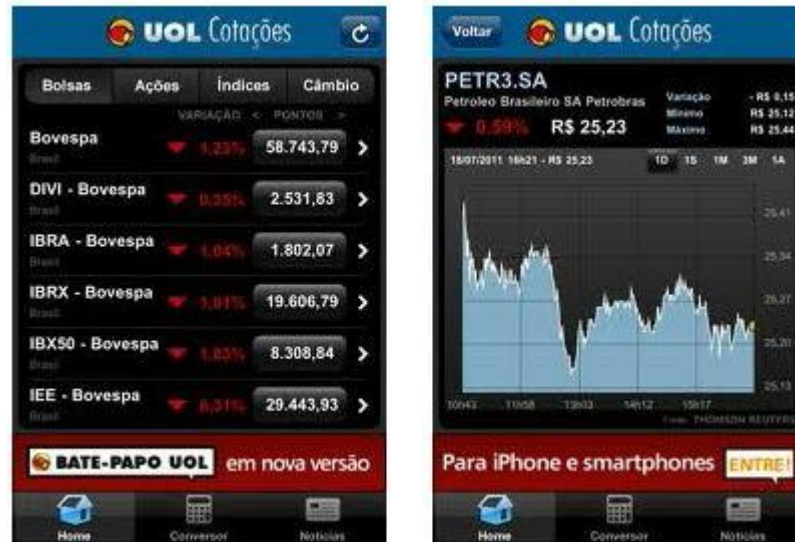 UOL Cotações
Bolsas Ações Índices Câmbio
VARIAÇÃO < PONTOS >
Bovespa 1,23% 58.743,79 >
Brasil
DIVI - Bovespa 0,35% 2.531,83 >
Brasil
IBRA - Bovespa 1,04% 1.802,07 >
Brasil
IBRX - Bovespa 1,01% 19.606,79 >
Brasil
IBX50 - Bovespa 1,03% 8.308,84 >
Brasil
IEE - Bovespa 0,31% 29.443,93 >
Brasil
BATE-PAPO UOL em nova versão
Home Conversor Notícias
Voltar UOL Cotações
PETR3.SA
Petroleo Brasileiro SA Petrobras
0,59% R$ 25,23
Variação - R$ 0,15
Mínimo R$ 25,12
Máximo R$ 25,44
18/07/2011 16h21 - R$ 25,23
1D 1S 1M 3M 1A
25,41
25,34
25,27
25,20
25,13
10h43 11h58 13h03 14h12 15h17
Fonte: THOMSON REUTERS
Para iPhone e smartphones ENTRE!
Home Conversor Notícias